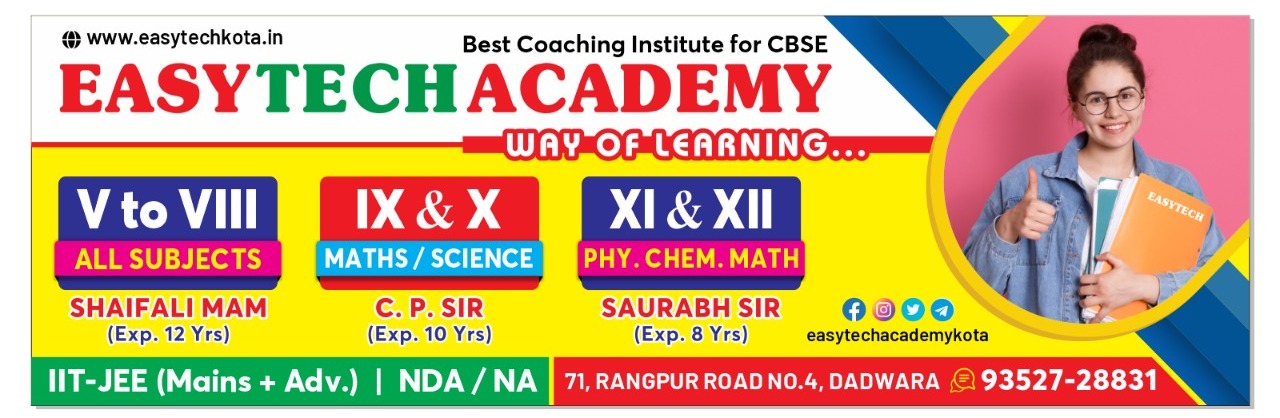 www.easytechkota.in
Best Coaching Institute for CBSE
EASYTECH ACADEMY
WAY OF LEARNING...
V to VIII
ALL SUBJECTS
SHAIFALI MAM
(Exp. 12 Yrs)
IX & X
MATHS / SCIENCE
C. P. SIR
(Exp. 10 Yrs)
XI & XII
PHY. CHEM. MATH
SAURABH SIR
(Exp. 8 Yrs)
easytechacademykota
EASYTECH
IIT-JEE (Mains + Adv.) | NDA / NA
71, RANGPUR ROAD NO.4, DADWARA 93527-28831